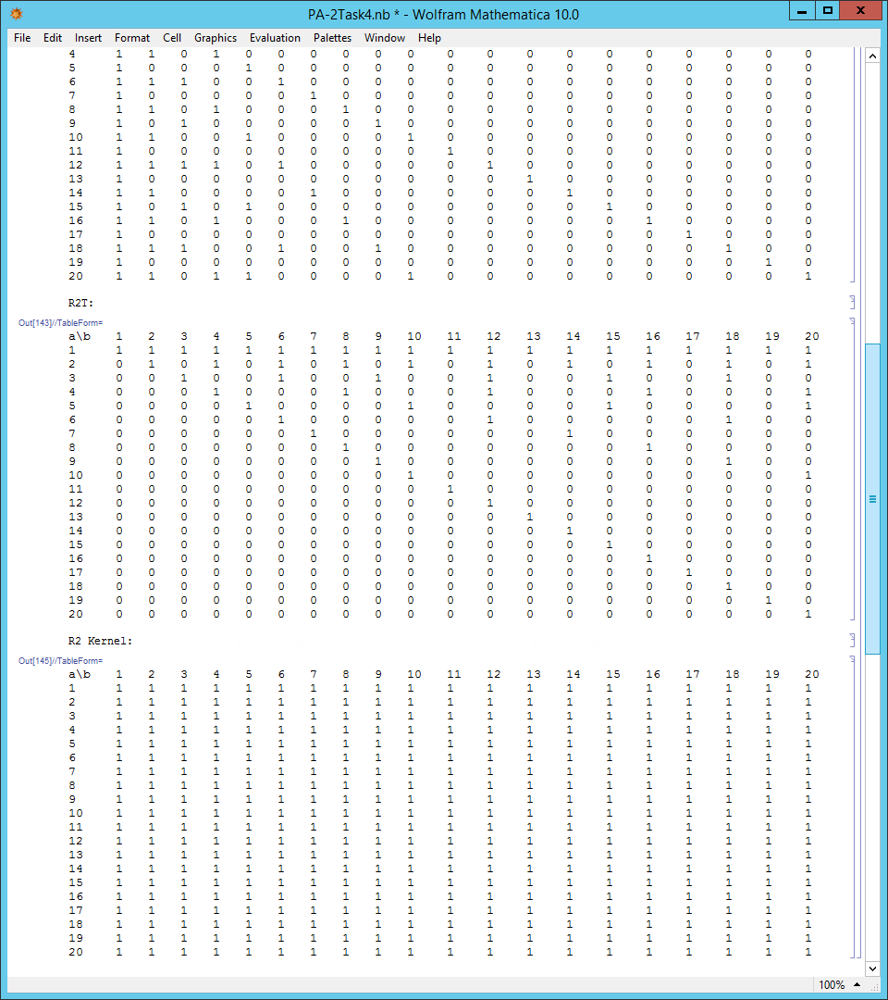 PA-2Task4.nb * - Wolfram Mathematica 10.0
File Edit Insert Format Cell Graphics Evaluation Palettes Window Help
4 1 1 0 1 0 0 0 0 0 0 0 0 0 0 0 0 0 0 0 0
5 1 0 0 0 1 0 0 0 0 0 0 0 0 0 0 0 0 0 0 0
6 1 1 1 0 0 1 0 0 0 0 0 0 0 0 0 0 0 0 0 0
7 1 0 0 0 0 0 1 0 0 0 0 0 0 0 0 0 0 0 0 0
8 1 1 0 1 0 0 0 1 0 0 0 0 0 0 0 0 0 0 0 0
9 1 0 1 0 0 0 0 0 1 0 0 0 0 0 0 0 0 0 0 0
10 1 1 0 0 1 0 0 0 0 1 0 0 0 0 0 0 0 0 0 0
11 1 0 0 0 0 0 0 0 0 0 1 0 0 0 0 0 0 0 0 0
12 1 1 1 1 0 1 0 0 0 0 0 1 0 0 0 0 0 0 0 0
13 1 0 0 0 0 0 0 0 0 0 0 0 1 0 0 0 0 0 0 0
14 1 1 0 0 0 0 1 0 0 0 0 0 0 1 0 0 0 0 0 0
15 1 0 1 0 1 0 0 0 0 0 0 0 0 0 1 0 0 0 0 0
16 1 1 0 1 0 0 0 1 0 0 0 0 0 0 0 1 0 0 0 0
17 1 0 0 0 0 0 0 0 0 0 0 0 0 0 0 0 1 0 0 0
18 1 1 1 0 0 1 0 0 1 0 0 0 0 0 0 0 0 1 0 0
19 1 0 0 0 0 0 0 0 0 0 0 0 0 0 0 0 0 0 1 0
20 1 1 0 1 1 0 0 0 0 1 0 0 0 0 0 0 0 0 0 1
R2T:
Out[143]//TableForm=
a\b 1 2 3 4 5 6 7 8 9 10 11 12 13 14 15 16 17 18 19 20
1 1 1 1 1 1 1 1 1 1 1 1 1 1 1 1 1 1 1 1 1
2 0 1 0 1 0 1 0 1 0 1 0 1 0 1 0 1 0 1 0 1
3 0 0 1 0 0 1 0 0 1 0 0 1 0 0 1 0 0 1 0 0
4 0 0 0 1 0 0 0 1 0 0 0 1 0 0 0 1 0 0 0 1
5 0 0 0 0 1 0 0 0 0 1 0 0 0 0 1 0 0 0 0 1
6 0 0 0 0 0 1 0 0 0 0 0 1 0 0 0 0 0 1 0 0
7 0 0 0 0 0 0 1 0 0 0 0 0 0 1 0 0 0 0 0 0
8 0 0 0 0 0 0 0 1 0 0 0 0 0 0 0 1 0 0 0 0
9 0 0 0 0 0 0 0 0 1 0 0 0 0 0 0 0 0 1 0 0
10 0 0 0 0 0 0 0 0 0 1 0 0 0 0 0 0 0 0 0 1
11 0 0 0 0 0 0 0 0 0 0 1 0 0 0 0 0 0 0 0 0
12 0 0 0 0 0 0 0 0 0 0 0 1 0 0 0 0 0 0 0 0
13 0 0 0 0 0 0 0 0 0 0 0 0 1 0 0 0 0 0 0 0
14 0 0 0 0 0 0 0 0 0 0 0 0 0 1 0 0 0 0 0 0
15 0 0 0 0 0 0 0 0 0 0 0 0 0 0 1 0 0 0 0 0
16 0 0 0 0 0 0 0 0 0 0 0 0 0 0 0 1 0 0 0 0
17 0 0 0 0 0 0 0 0 0 0 0 0 0 0 0 0 1 0 0 0
18 0 0 0 0 0 0 0 0 0 0 0 0 0 0 0 0 0 1 0 0
19 0 0 0 0 0 0 0 0 0 0 0 0 0 0 0 0 0 0 1 0
20 0 0 0 0 0 0 0 0 0 0 0 0 0 0 0 0 0 0 0 1
R2 Kernel:
Out[145]//TableForm=
a\b 1 2 3 4 5 6 7 8 9 10 11 12 13 14 15 16 17 18 19 20
1 1 1 1 1 1 1 1 1 1 1 1 1 1 1 1 1 1 1 1 1
2 1 1 1 1 1 1 1 1 1 1 1 1 1 1 1 1 1 1 1 1
3 1 1 1 1 1 1 1 1 1 1 1 1 1 1 1 1 1 1 1 1
4 1 1 1 1 1 1 1 1 1 1 1 1 1 1 1 1 1 1 1 1
5 1 1 1 1 1 1 1 1 1 1 1 1 1 1 1 1 1 1 1 1
6 1 1 1 1 1 1 1 1 1 1 1 1 1 1 1 1 1 1 1 1
7 1 1 1 1 1 1 1 1 1 1 1 1 1 1 1 1 1 1 1 1
8 1 1 1 1 1 1 1 1 1 1 1 1 1 1 1 1 1 1 1 1
9 1 1 1 1 1 1 1 1 1 1 1 1 1 1 1 1 1 1 1 1
10 1 1 1 1 1 1 1 1 1 1 1 1 1 1 1 1 1 1 1 1
11 1 1 1 1 1 1 1 1 1 1 1 1 1 1 1 1 1 1 1 1
12 1 1 1 1 1 1 1 1 1 1 1 1 1 1 1 1 1 1 1 1
13 1 1 1 1 1 1 1 1 1 1 1 1 1 1 1 1 1 1 1 1
14 1 1 1 1 1 1 1 1 1 1 1 1 1 1 1 1 1 1 1 1
15 1 1 1 1 1 1 1 1 1 1 1 1 1 1 1 1 1 1 1 1
16 1 1 1 1 1 1 1 1 1 1 1 1 1 1 1 1 1 1 1 1
17 1 1 1 1 1 1 1 1 1 1 1 1 1 1 1 1 1 1 1 1
18 1 1 1 1 1 1 1 1 1 1 1 1 1 1 1 1 1 1 1 1
19 1 1 1 1 1 1 1 1 1 1 1 1 1 1 1 1 1 1 1 1
20 1 1 1 1 1 1 1 1 1 1 1 1 1 1 1 1 1 1 1 1
100%